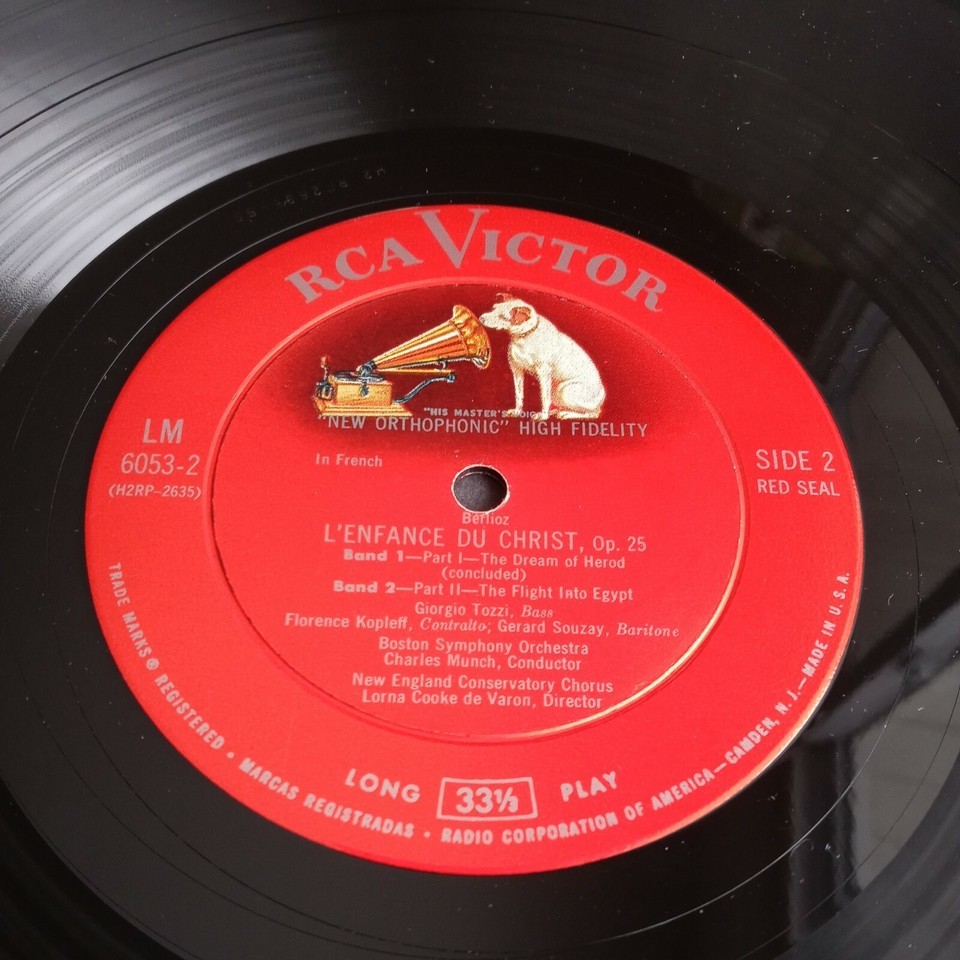 RCA VICTOR
"HIS MASTER'S VOICE"
"NEW ORTHOPHONIC" HIGH FIDELITY
LM
6053-2
(H2RP-2635)
In French
SIDE 2
RED SEAL
Berlioz
L'ENFANCE DU CHRIST, Op. 25
Band 1—Part I—The Dream of Herod
(concluded)
Band 2—Part II—The Flight Into Egypt
Giorgio Tozzi, Bass
Florence Kopleff, Contralto; Gerard Souzay, Baritone
Boston Symphony Orchestra
Charles Munch, Conductor
New England Conservatory Chorus
Lorna Cooke de Varon, Director
LONG 33⅓ PLAY
TRADE MARKS ® REGISTERED • MARCAS REGISTRADAS • RADIO CORPORATION OF AMERICA—CAMDEN, N. J.—MADE IN U.S.A.